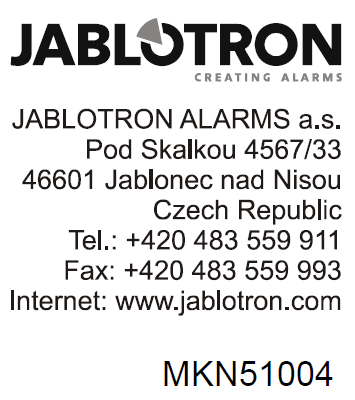 JABLOTRON
CREATING ALARMS
JABLOTRON ALARMS a.s.
Pod Skalkou 4567/33
46601 Jablonec nad Nisou
Czech Republic
Tel.: +420 483 559 911
Fax: +420 483 559 993
Internet: www.jablotron.com
MKN51004